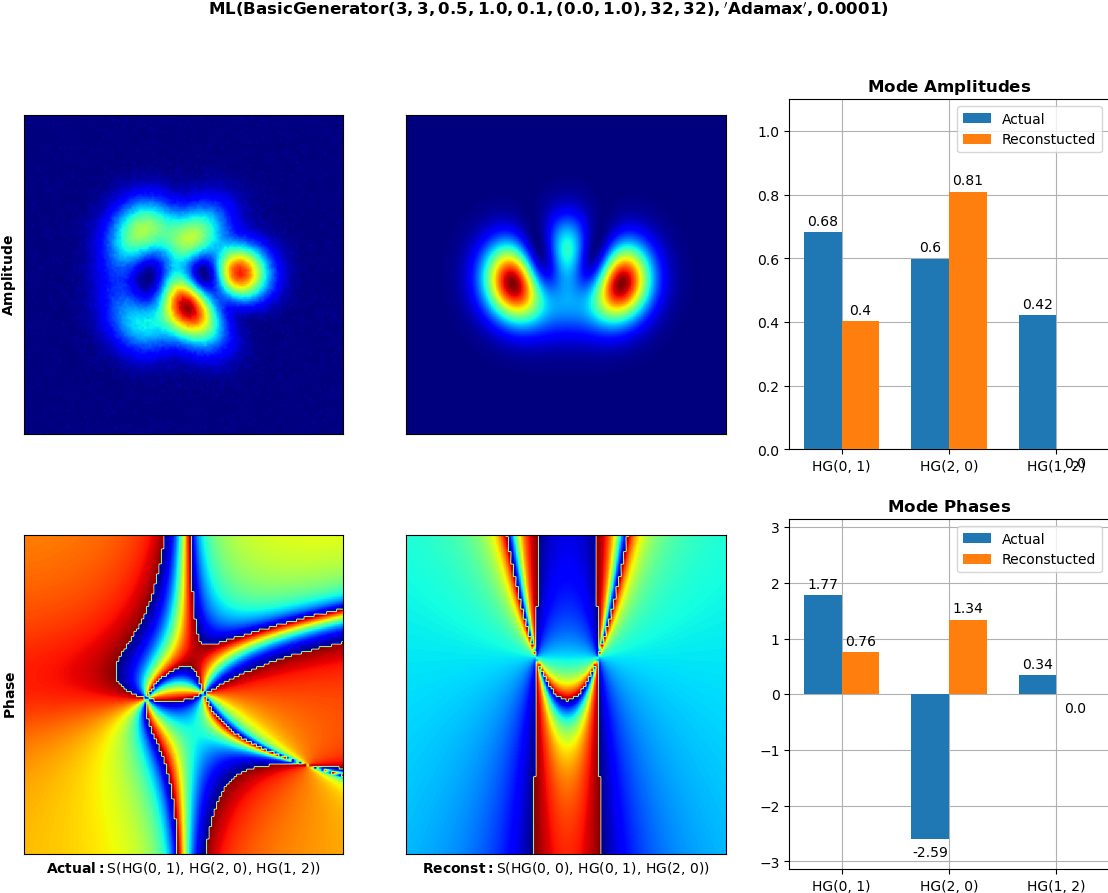 ML(BasicGenerator(3, 3, 0.5, 1.0, 0.1, (0.0, 1.0), 32, 32), ′Adamax′, 0.0001)
Amplitude
Mode Amplitudes
Actual
Reconstucted
1.0
0.8
0.6
0.4
0.2
0.0
0.68
0.4
0.6
0.81
0.42
0.0
HG(0, 1)
HG(2, 0)
HG(1, 2)
Phase
Actual: S(HG(0, 1), HG(2, 0), HG(1, 2))
Reconst: S(HG(0, 0), HG(0, 1), HG(2, 0))
Mode Phases
Actual
Reconstucted
3
2
1
0
−1
−2
−3
1.77
0.76
-2.59
1.34
0.34
0.0
HG(0, 1)
HG(2, 0)
HG(1, 2)